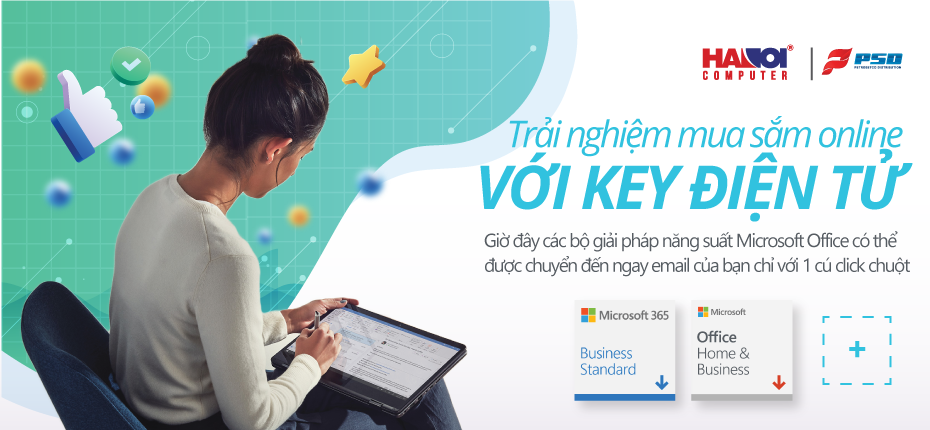 HANOI
COMPUTER
PSD
PETROSETCO DISTRIBUTION
Trải nghiệm mua sắm online
VỚI KEY ĐIỆN TỬ
Giờ đây các bộ giải pháp năng suất Microsoft Office có thể
được chuyển đến ngay email của bạn chỉ với 1 cú click chuột
Microsoft 365
Business
Standard
Microsoft
Office
Home &
Business